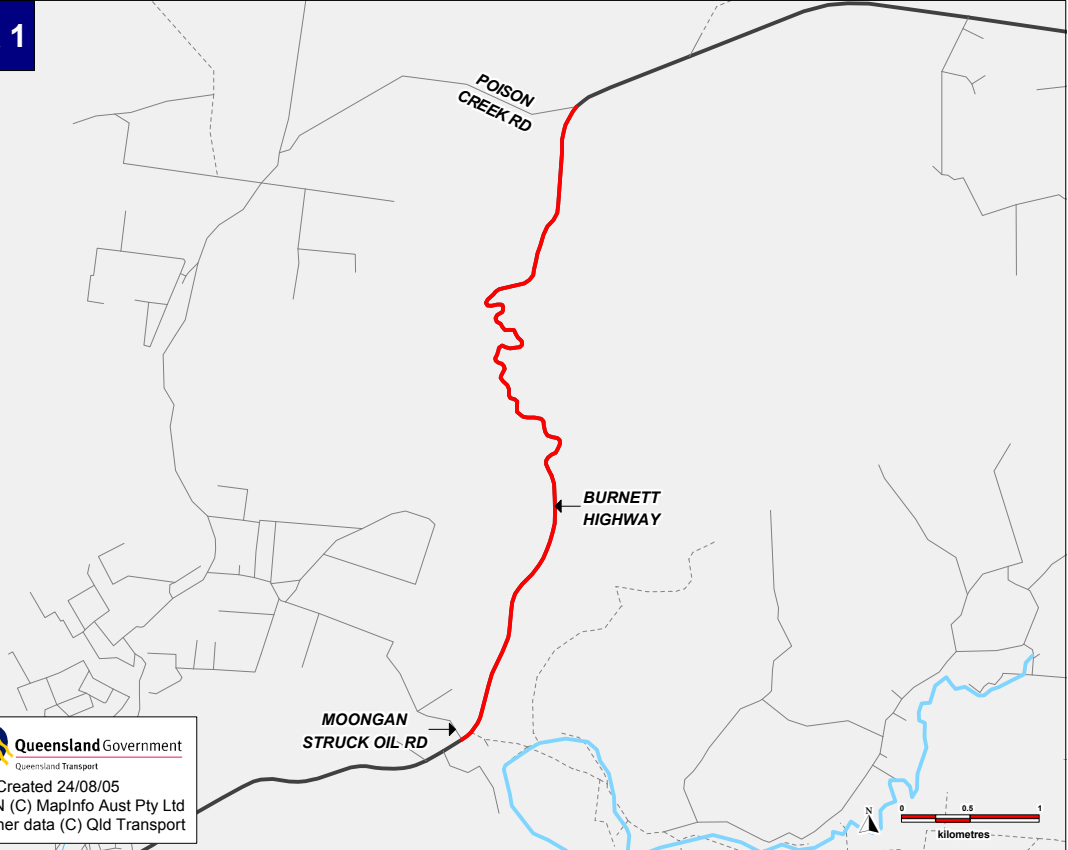 1
POISON
CREEK RD
BURNETT
HIGHWAY
MOONGAN
STRUCK OIL RD
Queensland Government
Queensland Transport
Created 24/08/05
(C) MapInfo Aust Pty Ltd
data (C) Qld Transport
N
0 0.5 1
kilometres